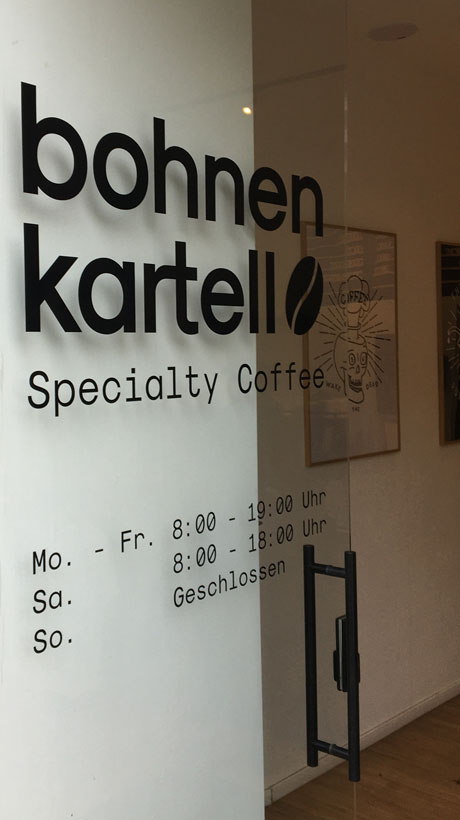 bohnen
kartell
Specialty Coffee
Mo. - Fr. 8:00 - 19:00 Uhr
Sa. 8:00 - 18:00 Uhr
So. Geschlossen
COFFEE